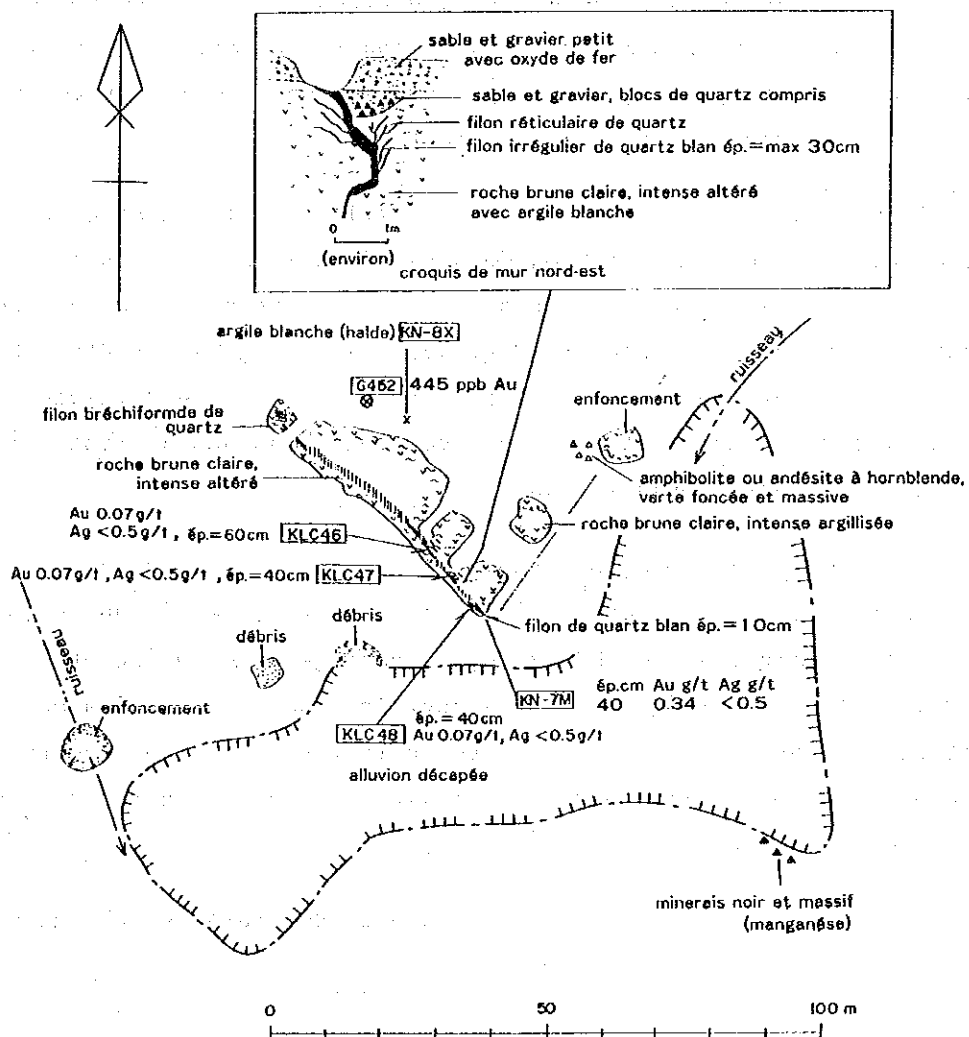 sable et gravier petit
avec oxyde de fer
sable et gravier, blocs de quartz compris
filon réticulaire de quartz
filon irrégulier de quartz blan ép.=max 30cm
roche brune claire, intense altéré
avec argile blanche
0 1m
(environ)
croquis de mur nord-est
argile blanche (halde) KN-8X
G462 445 ppb Au
ruisseau
enfoncement
filon bréchiformde de
quartz
roche brune claire,
intense altéré
amphibolite ou andésite à hornblende,
verte foncée et massive
roche brune claire, intense argillisée
Au 0.07g/t
Ag <0.5g/t, ép.=60cm KLC46
Au 0.07g/t, Ag <0.5g/t, ép.=40cm KLC47
débris
débris
filon de quartz blan ép.=10cm
ruisseau
enfoncement
KN-7M
ép.cm Au g/t Ag g/t
40 0.34 <0.5
ép.=40cm
KLC48 Au 0.07g/t, Ag <0.5g/t
alluvion décapée
minerais noir et massif
(manganése)
0 50 100 m